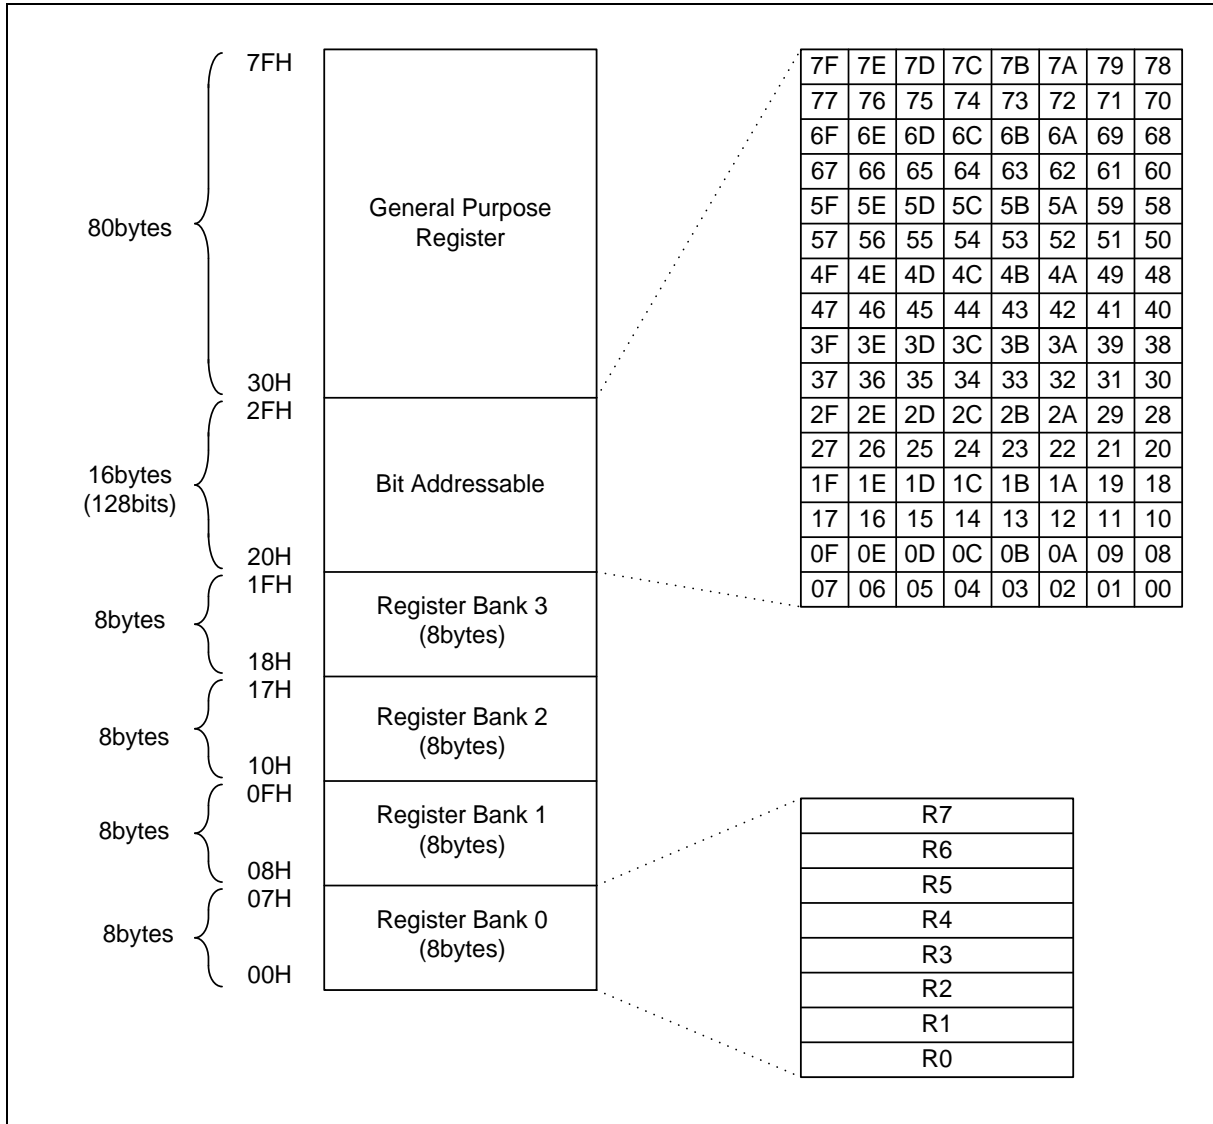 7FH
General Purpose
Register
80bytes
30H
2FH
Bit Addressable
16bytes
(128bits)
20H
1FH
Register Bank 3
(8bytes)
8bytes
18H
17H
Register Bank 2
(8bytes)
8bytes
10H
0FH
Register Bank 1
(8bytes)
8bytes
08H
07H
Register Bank 0
(8bytes)
8bytes
00H
7F 7E 7D 7C 7B 7A 79 78
77 76 75 74 73 72 71 70
6F 6E 6D 6C 6B 6A 69 68
67 66 65 64 63 62 61 60
5F 5E 5D 5C 5B 5A 59 58
57 56 55 54 53 52 51 50
4F 4E 4D 4C 4B 4A 49 48
47 46 45 44 43 42 41 40
3F 3E 3D 3C 3B 3A 39 38
37 36 35 34 33 32 31 30
2F 2E 2D 2C 2B 2A 29 28
27 26 25 24 23 22 21 20
1F 1E 1D 1C 1B 1A 19 18
17 16 15 14 13 12 11 10
0F 0E 0D 0C 0B 0A 09 08
07 06 05 04 03 02 01 00
R7
R6
R5
R4
R3
R2
R1
R0